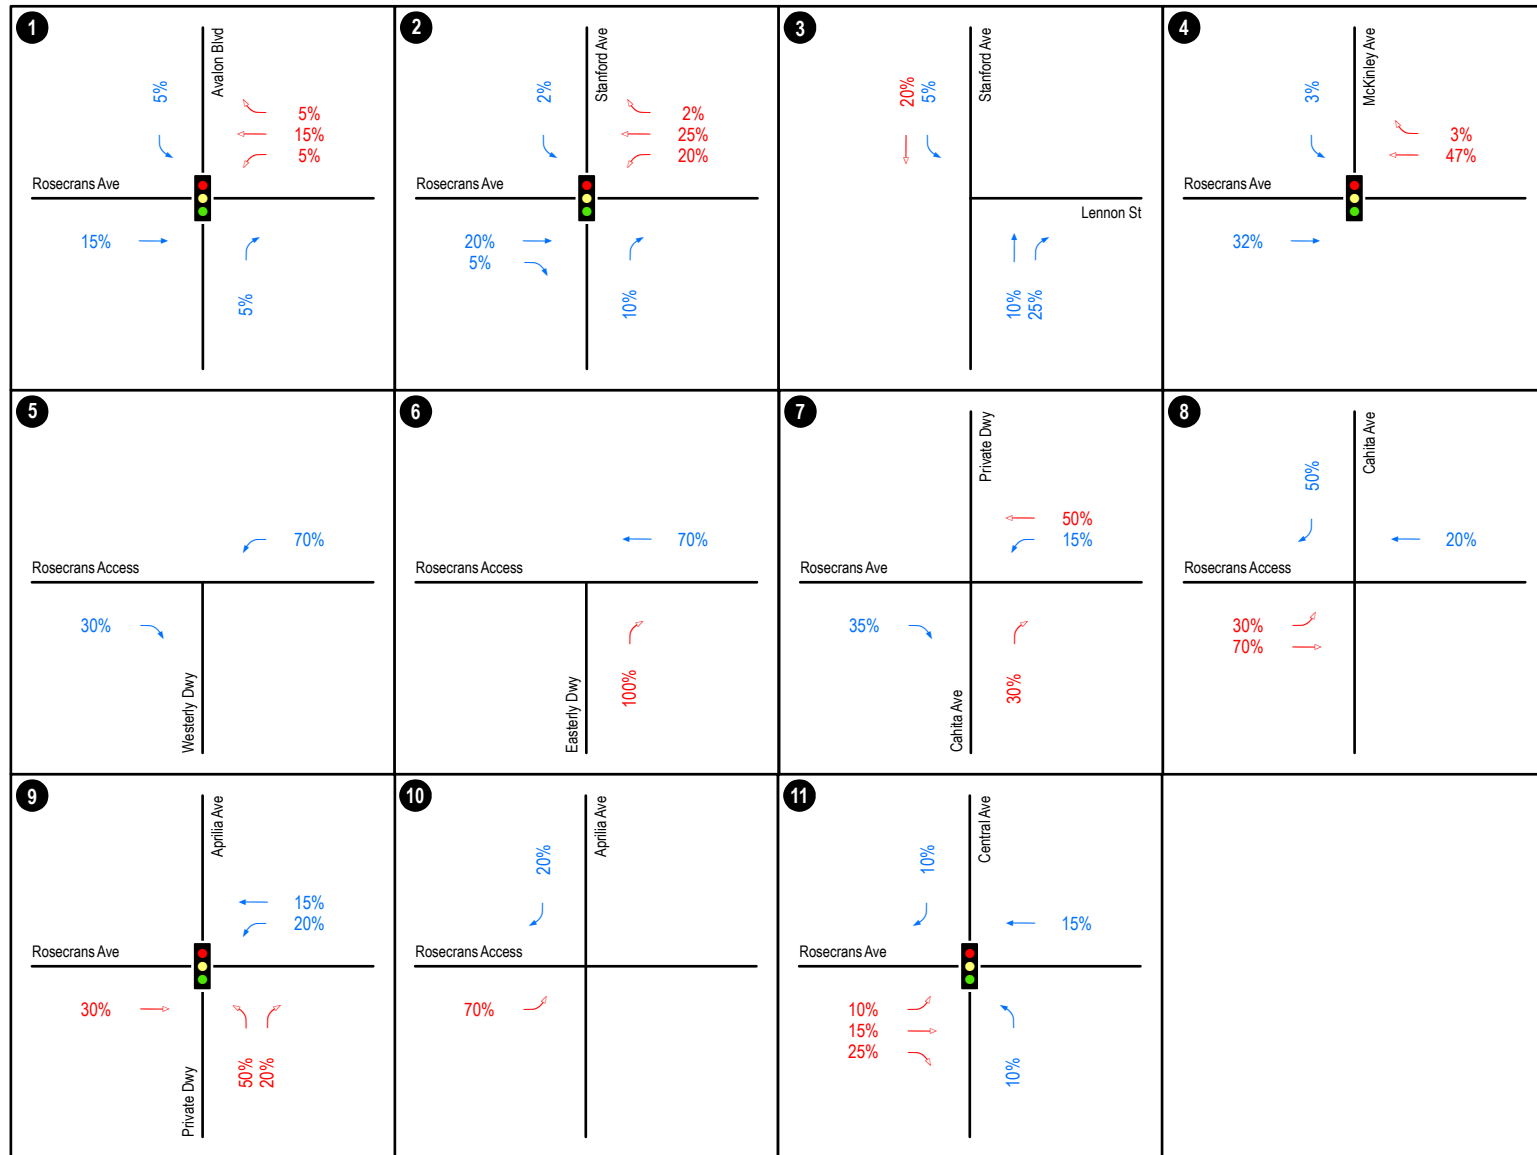 1
Avalon Blvd
5%
5%
15%
5%
Rosecrans Ave
15%
5%
2
Stanford Ave
2%
2%
25%
20%
Rosecrans Ave
20%
5%
10%
3
Stanford Ave
20%
5%
Lennon St
10%
25%
4
McKinley Ave
3%
3%
47%
Rosecrans Ave
32%
5
70%
Rosecrans Access
30%
Westerly Dwy
6
70%
Rosecrans Access
Easterly Dwy
100%
7
Private Dwy
50%
15%
Rosecrans Ave
35%
Cahita Ave
30%
8
Cahita Ave
50%
20%
Rosecrans Access
30%
70%
9
Aprilia Ave
15%
20%
Rosecrans Ave
30%
Private Dwy
50%
20%
10
Aprilia Ave
20%
Rosecrans Access
70%
11
Central Ave
10%
15%
Rosecrans Ave
10%
15%
25%
10%